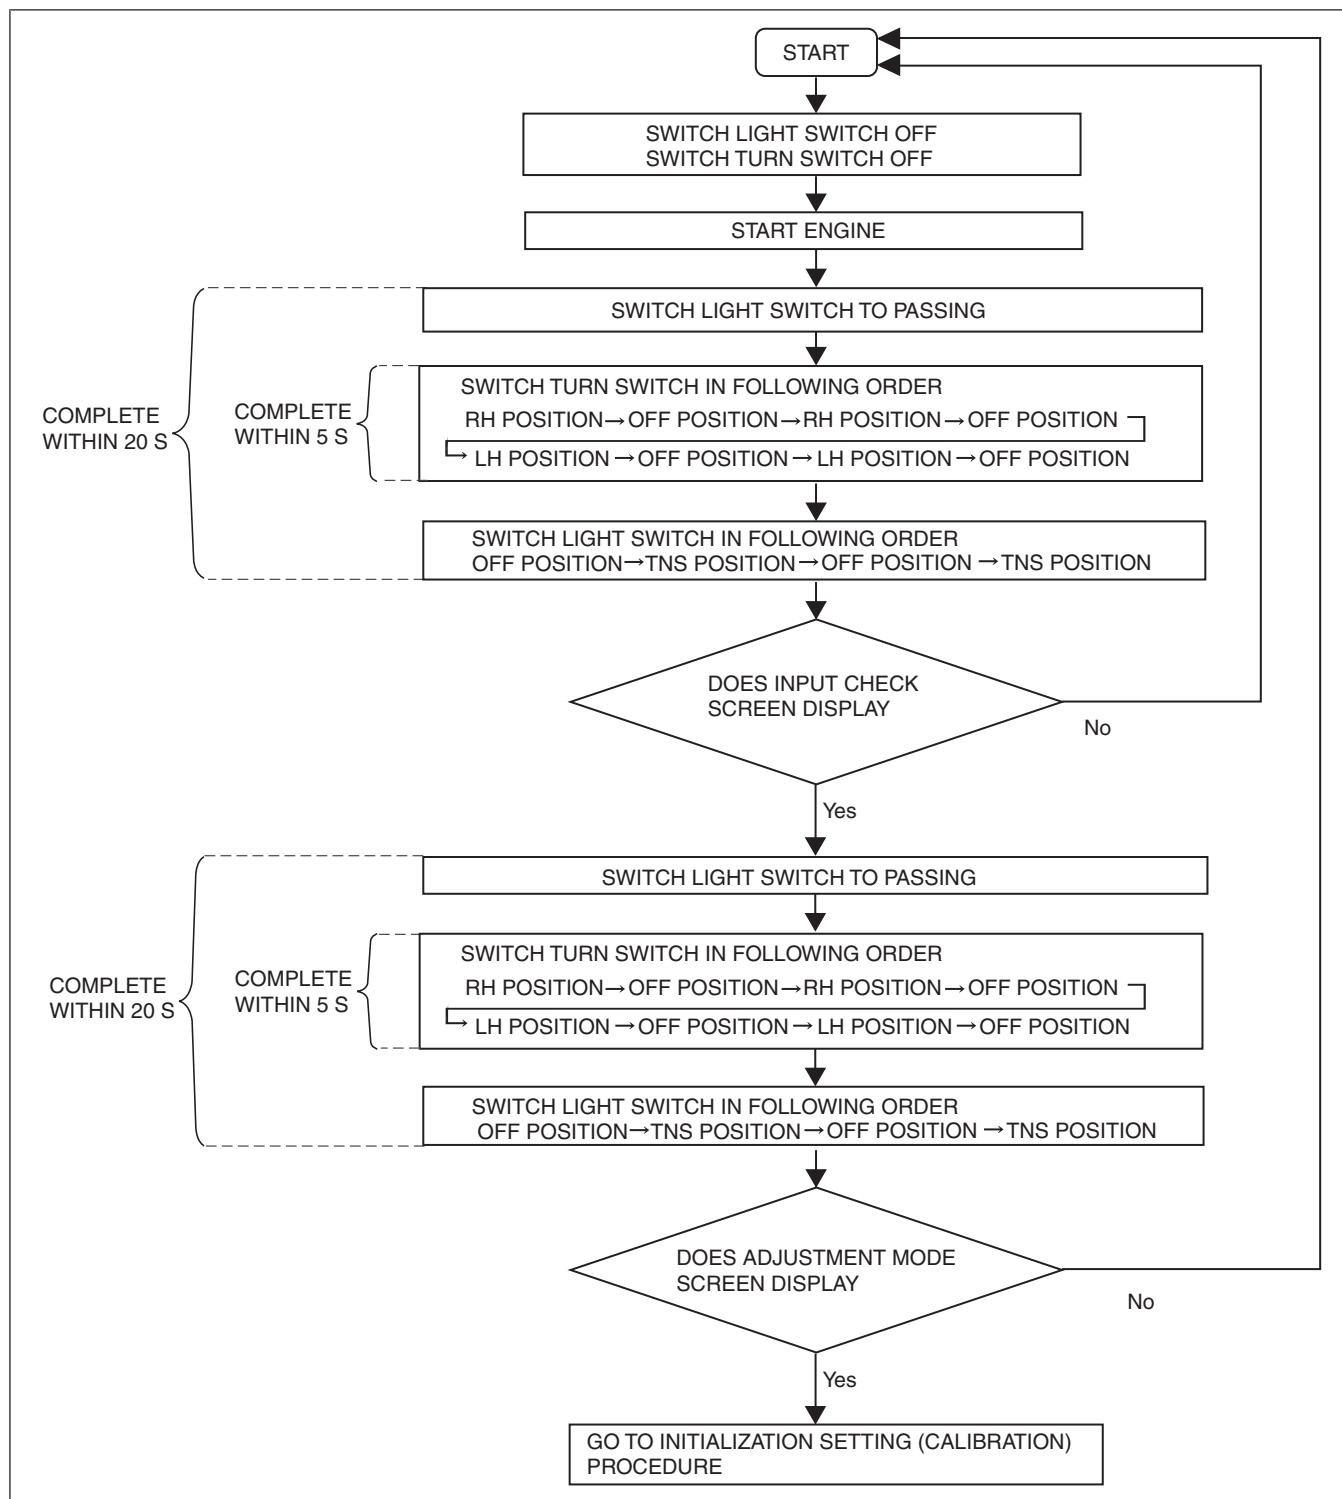 START
SWITCH LIGHT SWITCH OFF
SWITCH TURN SWITCH OFF
START ENGINE
SWITCH LIGHT SWITCH TO PASSING
COMPLETE
WITHIN 20 S
COMPLETE
WITHIN 5 S
SWITCH TURN SWITCH IN FOLLOWING ORDER
RH POSITION→OFF POSITION→RH POSITION→OFF POSITION
→LH POSITION→OFF POSITION→LH POSITION→OFF POSITION
SWITCH LIGHT SWITCH IN FOLLOWING ORDER
OFF POSITION→TNS POSITION→OFF POSITION→TNS POSITION
DOES INPUT CHECK
SCREEN DISPLAY
No
Yes
SWITCH LIGHT SWITCH TO PASSING
COMPLETE
WITHIN 20 S
COMPLETE
WITHIN 5 S
SWITCH TURN SWITCH IN FOLLOWING ORDER
RH POSITION→OFF POSITION→RH POSITION→OFF POSITION
→LH POSITION→OFF POSITION→LH POSITION→OFF POSITION
SWITCH LIGHT SWITCH IN FOLLOWING ORDER
OFF POSITION→TNS POSITION→OFF POSITION→TNS POSITION
DOES ADJUSTMENT MODE
SCREEN DISPLAY
No
Yes
GO TO INITIALIZATION SETTING (CALIBRATION)
PROCEDURE